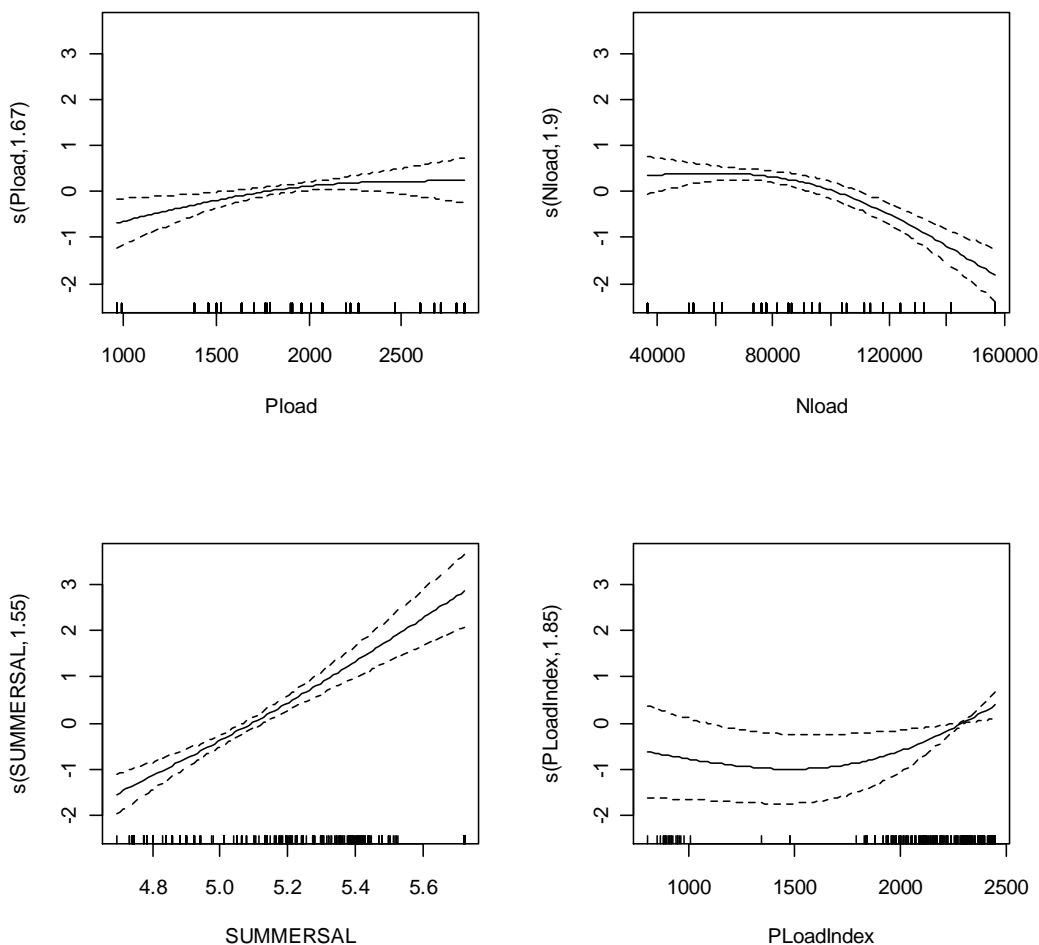 s(Pload,1.67)
3
2
1
0
-1
-2
1000 1500 2000 2500
Pload
s(Nload,1.9)
3
2
1
0
-1
-2
40000 80000 120000 160000
Nload
s(SUMMERSAL,1.55)
3
2
1
0
-1
-2
4.8 5.0 5.2 5.4 5.6
SUMMERSAL
s(PLoadIndex,1.85)
3
2
1
0
-1
-2
1000 1500 2000 2500
PLoadIndex